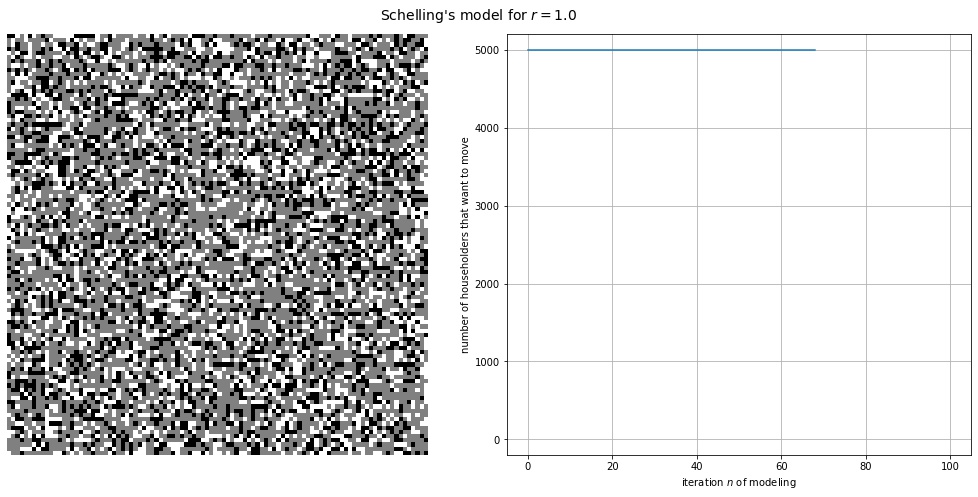 Schelling's model for r = 1.0
5000
4000
3000
2000
1000
0
number of householders that want to move
0 20 40 60 80 100
iteration n of modeling